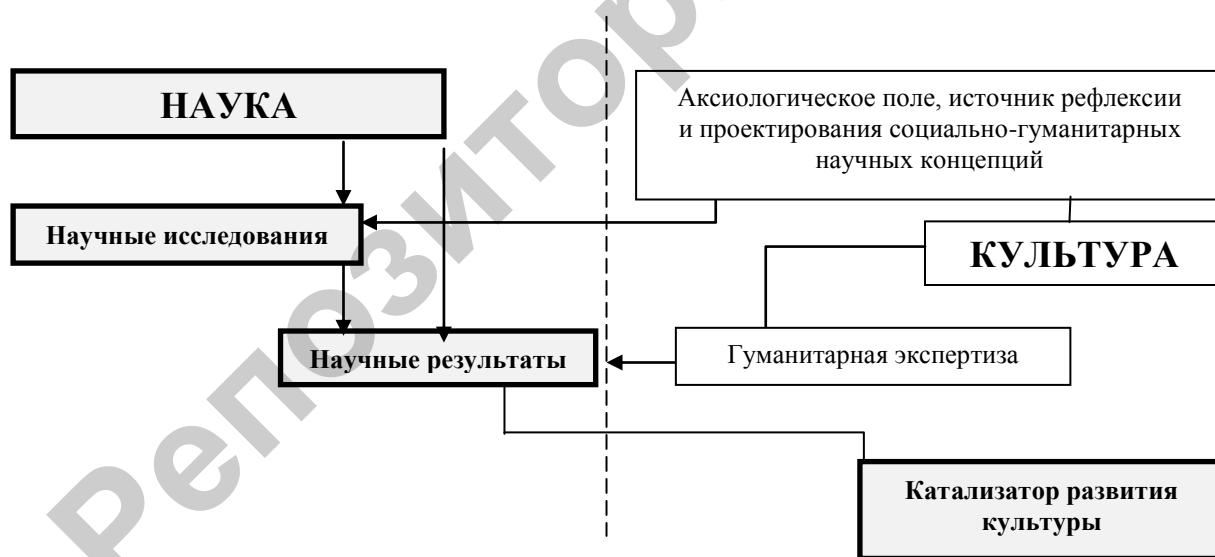 НАУКА
Аксиологическое поле, источник рефлексии
и проектирования социально-гуманитарных
научных концепций
Научные исследования
КУЛЬТУРА
Научные результаты
Гуманитарная экспертиза
Катализатор развития
культуры
Репозитор